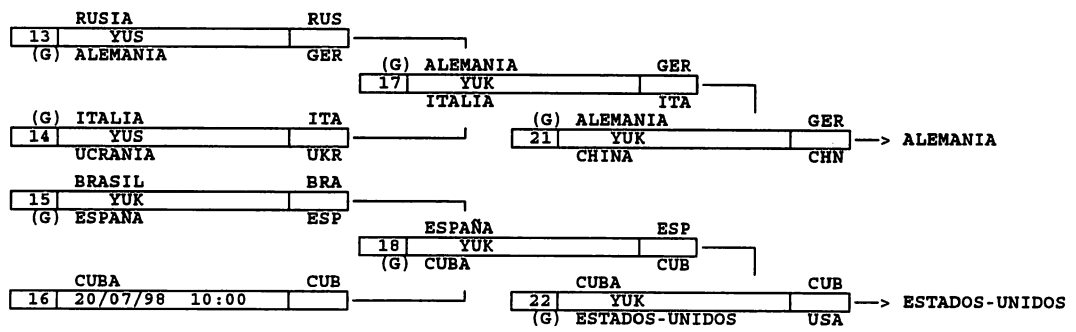 RUSIA RUS
13 YUS
(G) ALEMANIA GER
(G) ALEMANIA GER
17 YUK
ITALIA ITA
(G) ITALIA ITA
14 YUS
UCRANIA UKR
(G) ALEMANIA GER
21 YUK —> ALEMANIA
CHINA CHN
BRASIL BRA
15 YUK
(G) ESPAÑA ESP
ESPAÑA ESP
18 YUK
(G) CUBA CUB
CUBA CUB
16 20/07/98 10:00
CUBA CUB
22 YUK —> ESTADOS-UNIDOS
(G) ESTADOS-UNIDOS USA